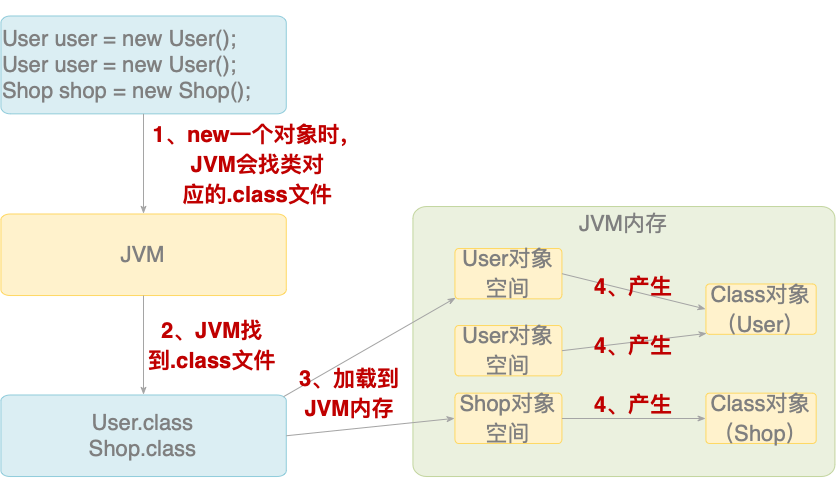 User user = new User();
User user = new User();
Shop shop = new Shop();
1、new一个对象时，
JVM会找类对
应的.class文件
JVM
2、JVM找
到.class文件
User.class
Shop.class
3、加载到
JVM内存
JVM内存
User对象
空间
4、产生
Class对象
（User）
User对象
空间
4、产生
Shop对象
空间
4、产生
Class对象
（Shop）